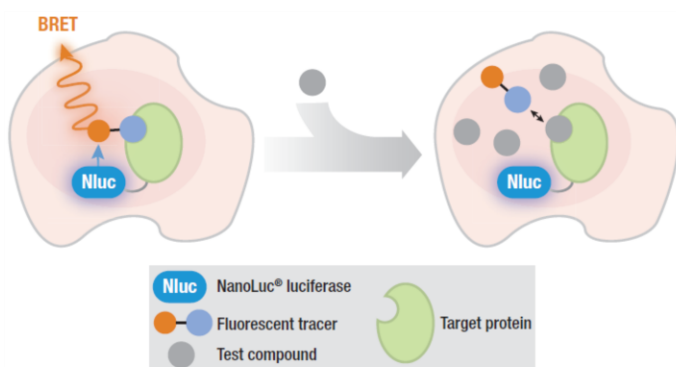 BRET
Nluc
Nluc
Nluc NanoLuc® luciferase
Fluorescent tracer
Target protein
Test compound